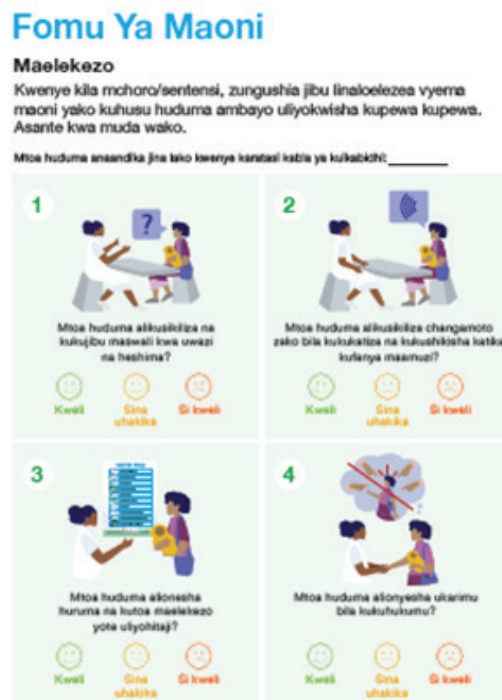 Fomu Ya Maoni
Maelekezo
Kwenye kila mchoro/sentensi, zungushia jibu linaloelezea vyema
maoni yako kuhusu huduma ambayo uliyokwisha kupewa kupewa.
Asante kwa muda wako.
Mtoa huduma anaandika jina lako kwenye karatasi kabla ya kuikabidhi:
1
?
Mtoa huduma alikusikiliza na
kukujibu maswali kwa uwazi
na heshima?
Kweli
Sina
uhakika
Si kweli
2
Mtoa huduma alikusikiliza changamoto
zako bila kukukatiza na kukushikisha katika
kufanya maamuzi?
Kweli
Sina
uhakika
Si kweli
3
Mtoa huduma alionesha
huruma na kutoa maelekezo
yote uliyohitaji?
Kweli
Sina
uhakika
Si kweli
4
Mtoa huduma alionyesha ukarimu
bila kukuhukumu?
Kweli
Sina
uhakika
Si kweli